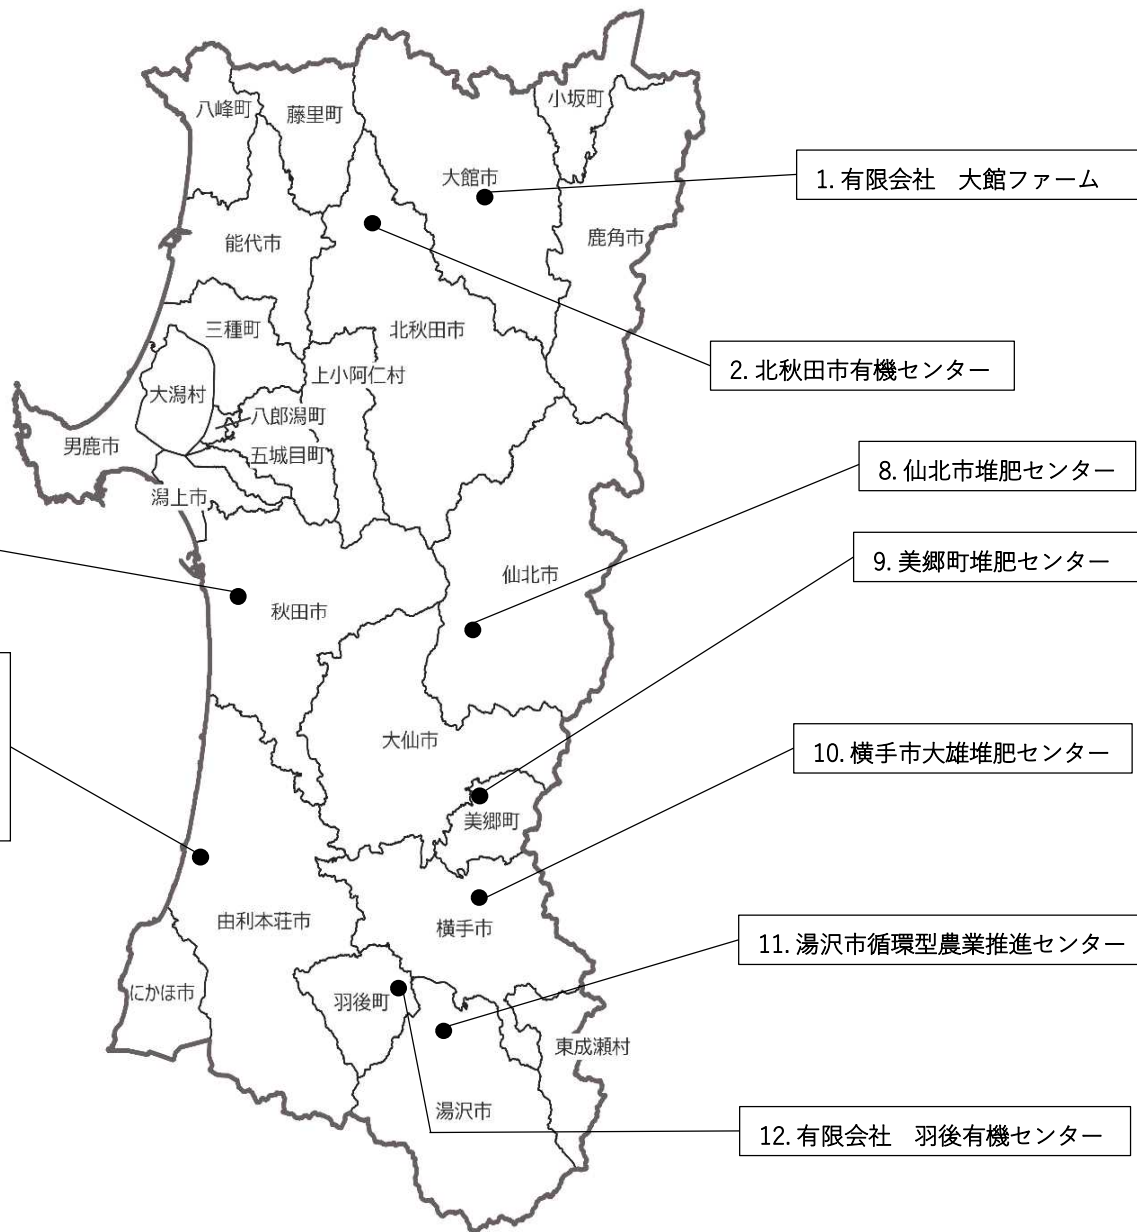 小坂町
八峰町
藤里町
大館市
1. 有限会社　大館ファーム
鹿角市
能代市
三種町
北秋田市
2. 北秋田市有機センター
上小阿仁村
大潟村
八郎潟町
男鹿市
五城目町
8. 仙北市堆肥センター
潟上市
9. 美郷町堆肥センター
仙北市
秋田市
大仙市
10. 横手市大雄堆肥センター
美郷町
由利本荘市
横手市
11. 湯沢市循環型農業推進センター
にかほ市
羽後町
東成瀬村
湯沢市
12. 有限会社　羽後有機センター